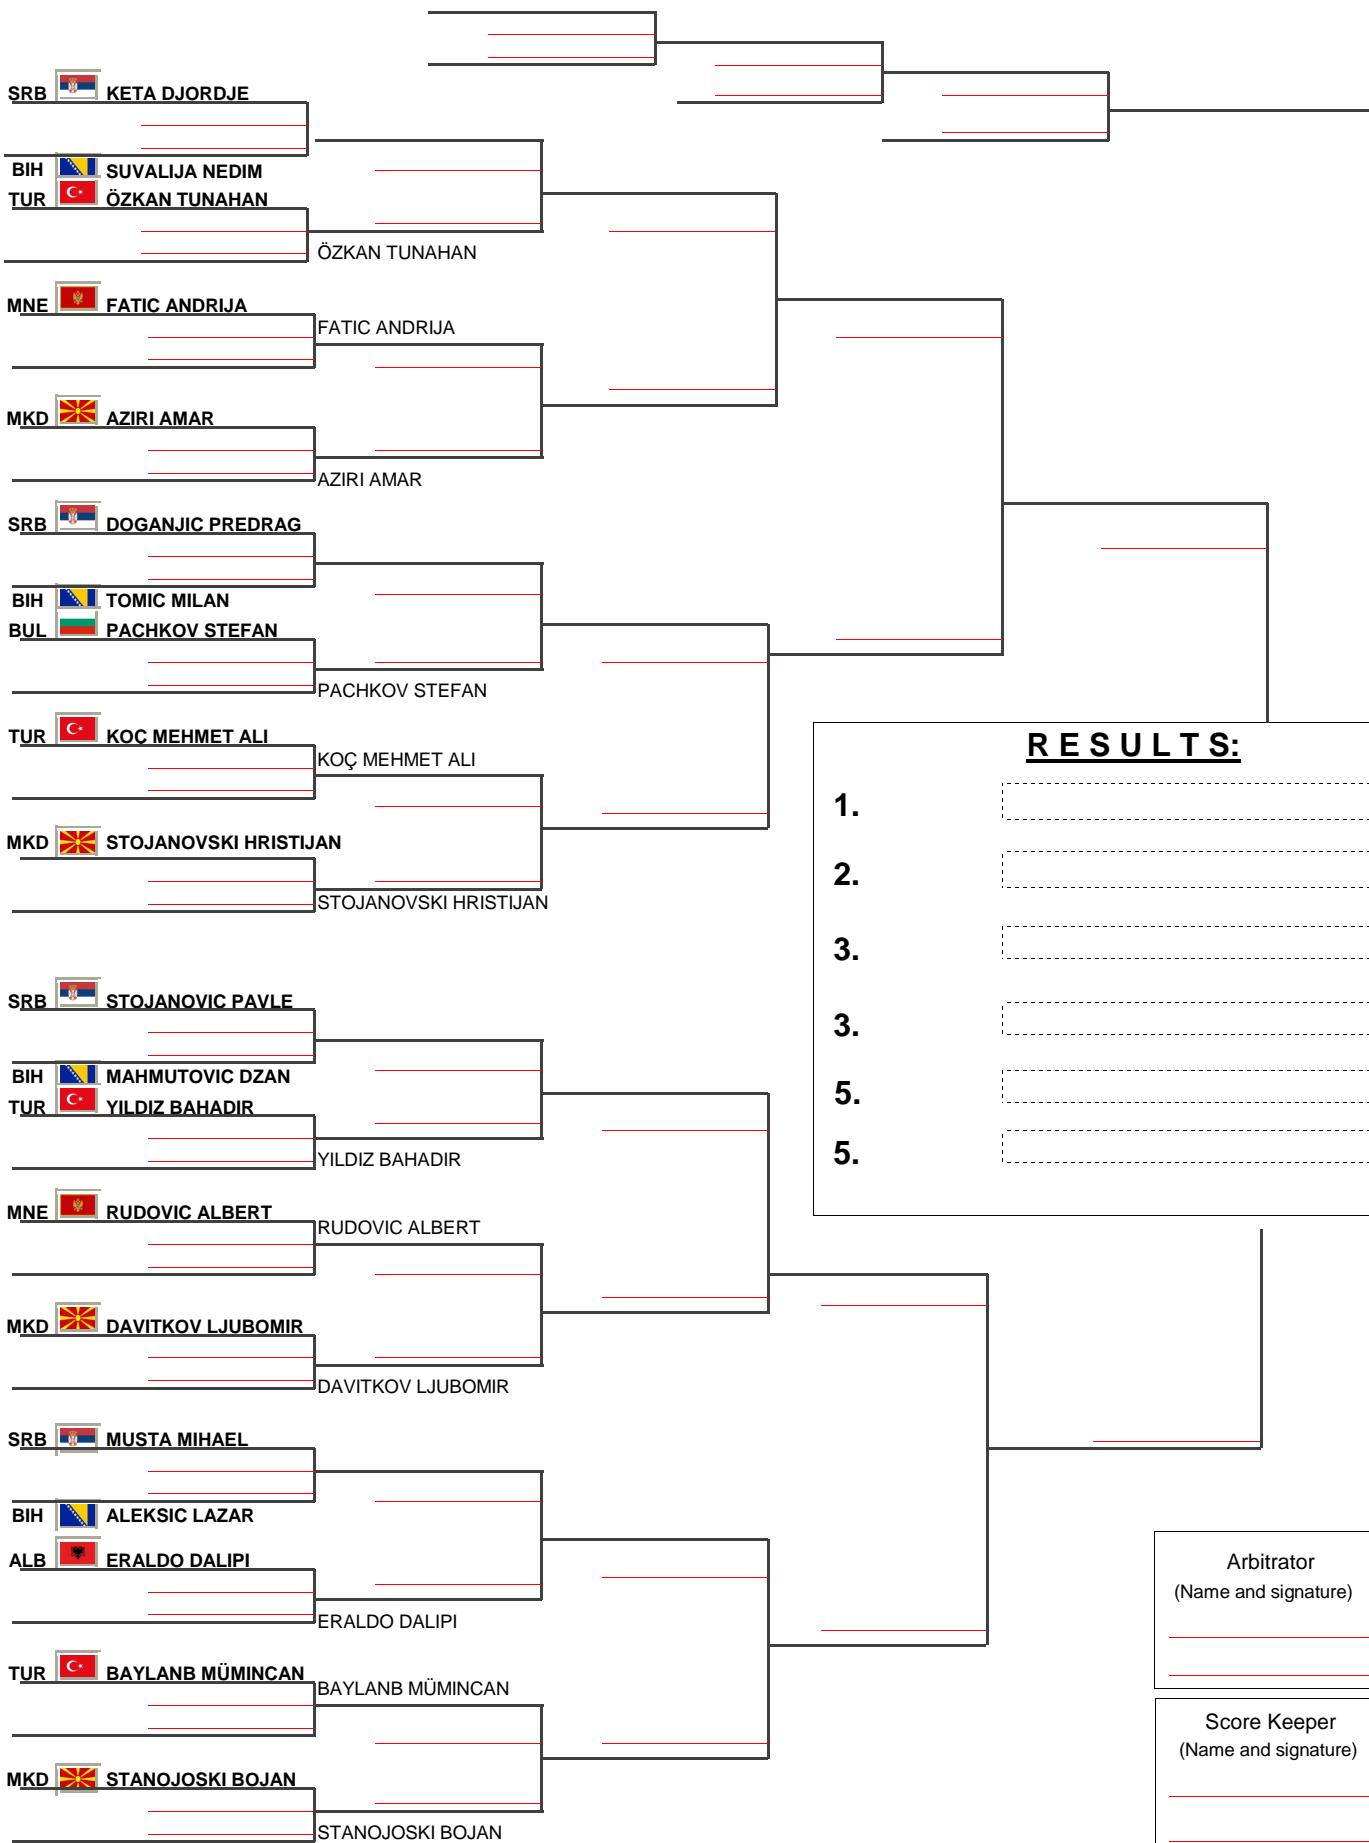 SRB KETA DJORDJE
BIH SUVALIJA NEDIM
TUR ÖZKAN TUNAHAN
ÖZKAN TUNAHAN
MNE FATIC ANDRIJA
FATIC ANDRIJA
MKD AZIRI AMAR
AZIRI AMAR
SRB DOGANJIC PREDRAG
BIH TOMIC MILAN
BUL PACHKOV STEFAN
PACHKOV STEFAN
TUR KOÇ MEHMET ALI
KOÇ MEHMET ALI
MKD STOJANOVSKI HRISTIJAN
STOJANOVSKI HRISTIJAN
SRB STOJANOVIC PAVLE
BIH MAHMUTOVIC DZAN
TUR YILDIZ BAHADIR
YILDIZ BAHADIR
MNE RUDOVIC ALBERT
RUDOVIC ALBERT
MKD DAVITKOV LJUBOMIR
DAVITKOV LJUBOMIR
SRB MUSTA MIHAEL
BIH ALEKSIC LAZAR
ALB ERALDO DALIPI
ERALDO DALIPI
TUR BAYLANB MÜMINCAN
BAYLANB MÜMINCAN
MKD STANOJOSKI BOJAN
STANOJOSKI BOJAN
R E S U L T S:
1.
2.
3.
3.
5.
5.
Arbitrator
(Name and signature)
Score Keeper
(Name and signature)